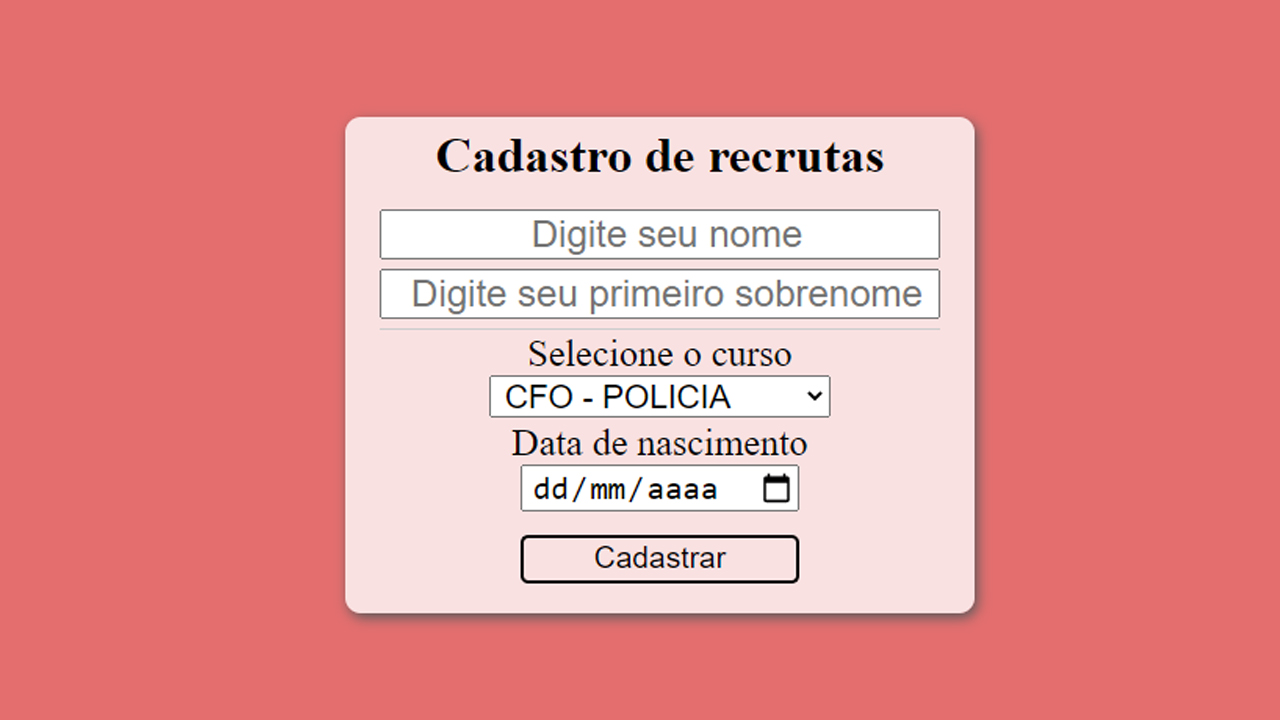 Cadastro de recrutas
Digite seu nome
Digite seu primeiro sobrenome
Selecione o curso
CFO - POLICIA
Data de nascimento
dd/mm/aaaa
Cadastrar